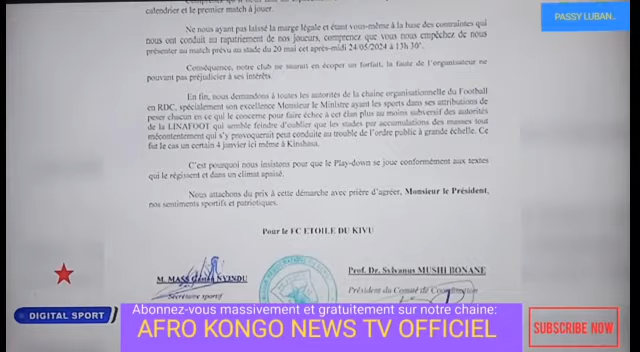 calendrier et le premier match à jouer.
PASSY LUBAN..
Ne nous ayant pas laissé la marge légale et étant vous-même à la base des contraintes qui
nous ont conduit au rapatriement de nos joueurs, comprenez que vous nous empêchez de nous
présenter au match prévu au stade du 20 mai cet après-midi 24/05/2024 à 13h 30'.
Conséquence, notre club ne saurait en écoper un forfait, la faute de l'organisateur ne
pouvant pas préjudicier à ses intérêts.
En fin, nous demandons à toutes les autorités de la chaine organisationnelle du Football
en RDC, spécialement son excellence Monsieur le Ministre ayant les sports dans ses attributions de
peser chacun en ce qui le concerne pour faire échec à cet élan plus au moins subversif des autorités
de la LINAFOOT qui semble feindre d'oublier que les stades par accumulations des masses tout
mécontentement qui s'y provoquerait peut conduite au trouble de l'ordre public à grande échelle. Ce
fut le cas un certain 4 janvier ici même à Kinshasa.
C'est pourquoi nous insistons pour que le Play-down se joue conformément aux textes
qui le régissent et dans un climat apaisé.
Nous attachons du prix à cette démarche avec prière d'agréer, Monsieur le Président,
nos sentiments sportifs et patriotiques.
Pour le FC ETOILE DU KIVU
M. MASS NYINDU
Secrétaire sportif
Prof. Dr. Sylvanus MUSHI BONANE
Président du Comité de Coordination
DIGITAL SPORT
Abonnez-vous massivement et gratuitement sur notre chaine:
AFRO KONGO NEWS TV OFFICIEL
SUBSCRIBE NOW